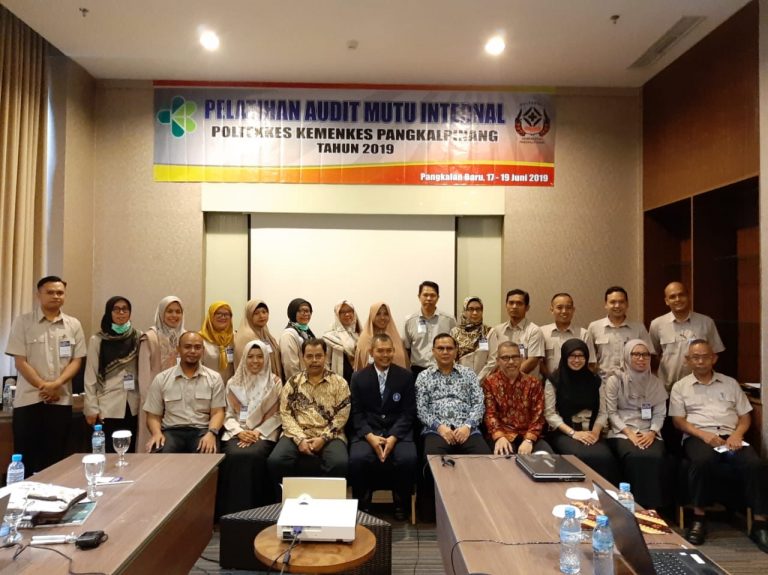 PELATIHAN AUDIT MUTU INTERNAL
POLTEKKES KEMENKES PANGKALPINANG
TAHUN 2019
Pangkalan Baru, 17 - 19 Juni 2019